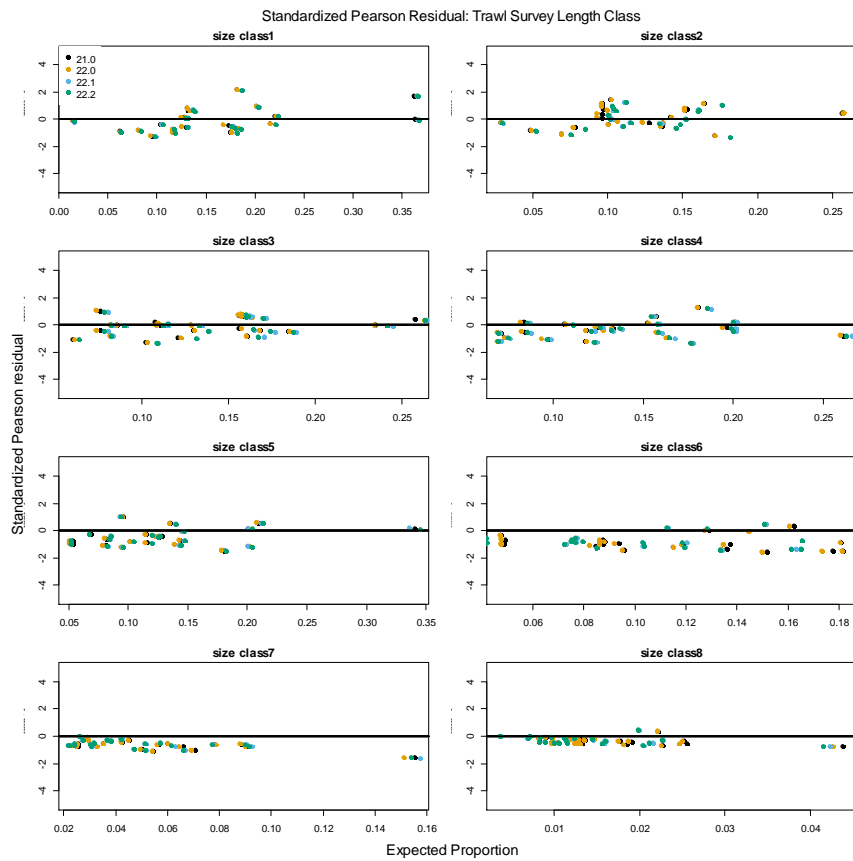 Standardized Pearson Residual: Trawl Survey Length Class
size class1
size class2
21.0
22.0
22.1
22.2
4
2
0
-2
-4
0.00 0.05 0.10 0.15 0.20 0.25 0.30 0.35
4
2
0
-2
-4
0.05 0.10 0.15 0.20 0.25
size class3
size class4
4
2
0
-2
-4
0.10 0.15 0.20 0.25
4
2
0
-2
-4
0.10 0.15 0.20 0.25
Standardized Pearson residual
size class5
size class6
4
2
0
-2
-4
0.05 0.10 0.15 0.20 0.25 0.30 0.35
4
2
0
-2
-4
0.06 0.08 0.10 0.12 0.14 0.16 0.18
size class7
size class8
4
2
0
-2
-4
0.02 0.04 0.06 0.08 0.10 0.12 0.14 0.16
4
2
0
-2
-4
0.01 0.02 0.03 0.04
Expected Proportion